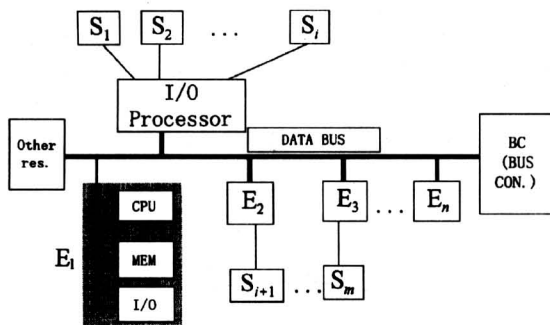 S1 S2 ... Si
I/O
Processor
DATA BUS
Other
res.
BC
(BUS
CON.)
CPU
E2 E3 ... En
E1
MEM
Si+1 ... Sm
I/O